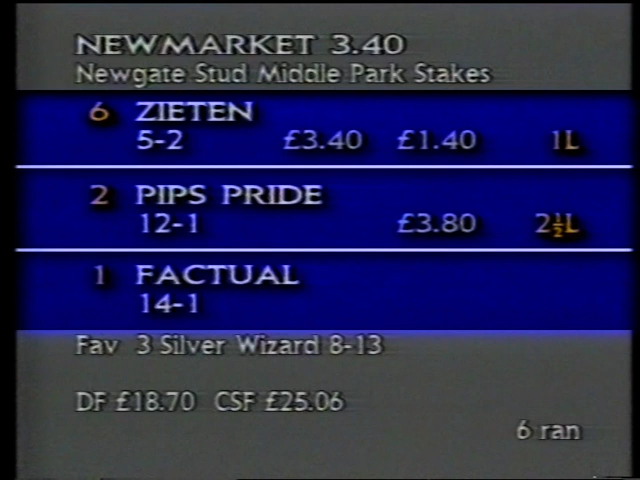 NEWMARKET 3.40
Newgate Stud Middle Park Stakes
6 ZIETEN
5-2 £3.40 £1.40 1L
2 PIPS PRIDE
12-1 £3.80 2½L
1 FACTUAL
14-1
Fav 3 Silver Wizard 8-13
DF £18.70 CSF £25.06
6 ran